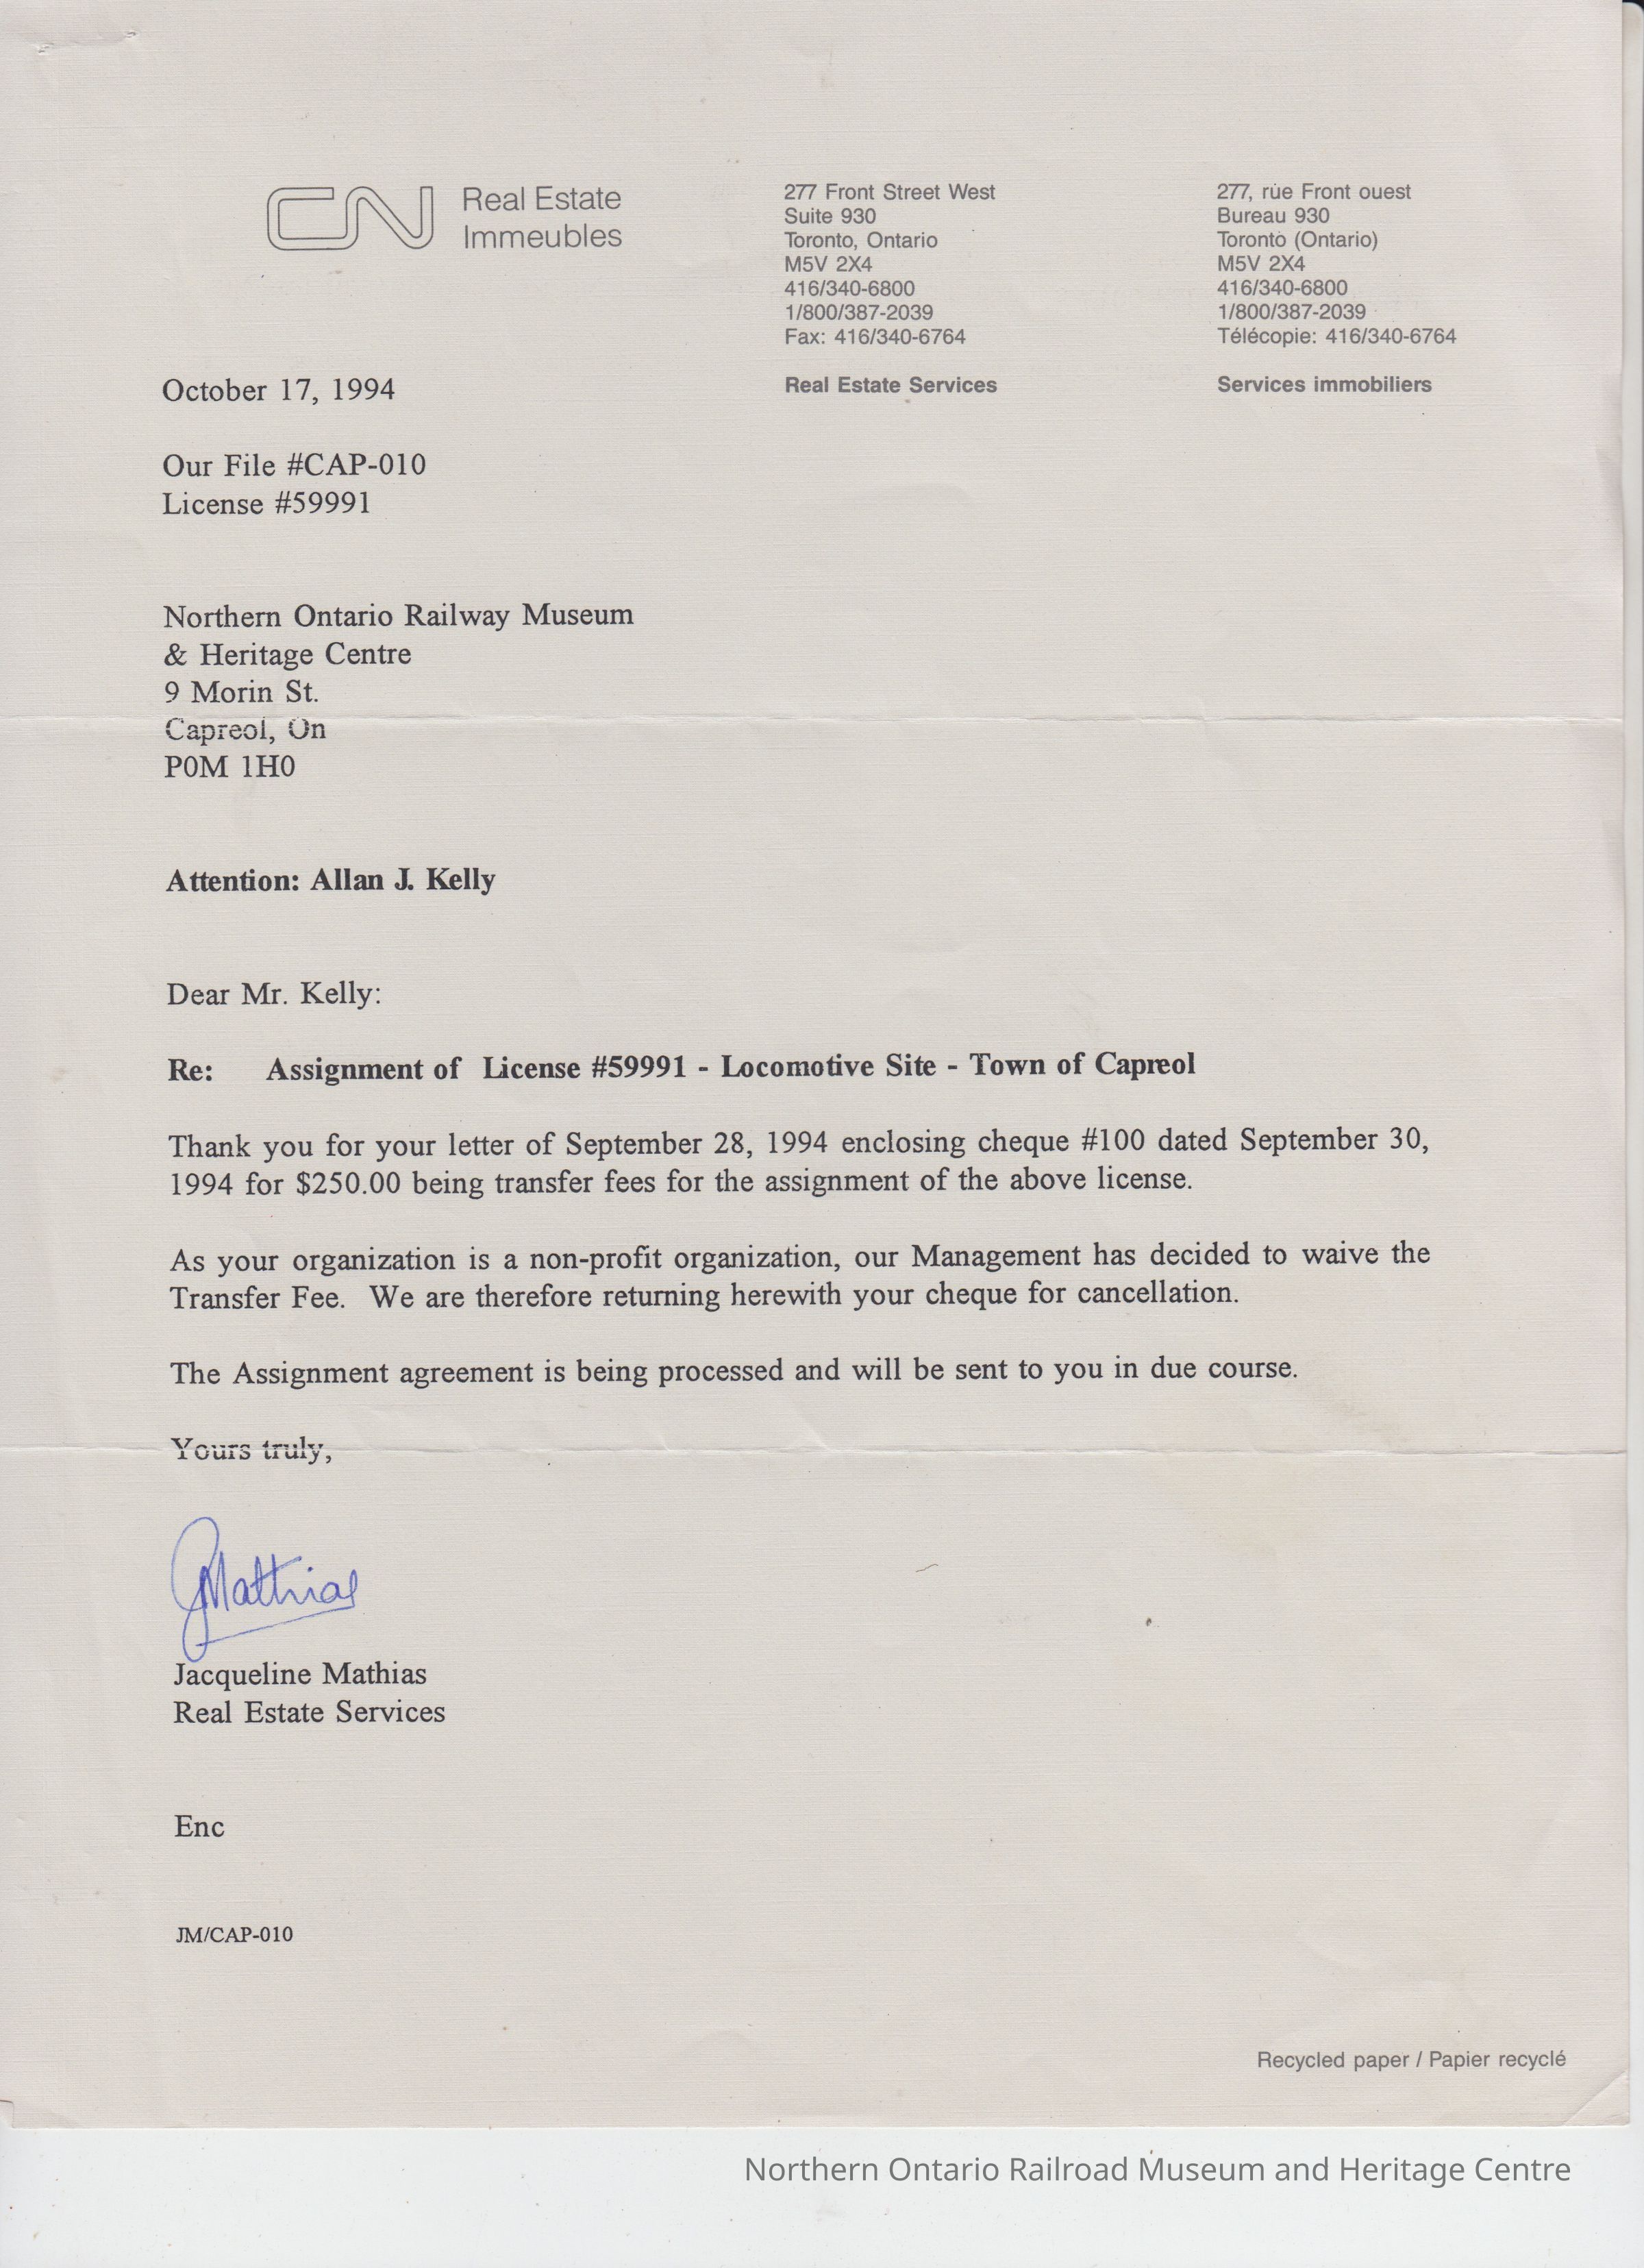 CN Real Estate
Immeubles
277 Front Street West
Suite 930
Toronto, Ontario
M5V 2X4
416/340-6800
1/800/387-2039
Fax: 416/340-6764
Real Estate Services
277, rue Front ouest
Bureau 930
Toronto (Ontario)
M5V 2X4
416/340-6800
1/800/387-2039
Télécopie: 416/340-6764
Services immobiliers
October 17, 1994
Our File #CAP-010
License #59991
Northern Ontario Railway Museum
& Heritage Centre
9 Morin St.
Capreol, On
P0M 1H0
Attention: Allan J. Kelly
Dear Mr. Kelly:
Re: Assignment of License #59991 - Locomotive Site - Town of Capreol
Thank you for your letter of September 28, 1994 enclosing cheque #100 dated September 30,
1994 for $250.00 being transfer fees for the assignment of the above license.
As your organization is a non-profit organization, our Management has decided to waive the
Transfer Fee. We are therefore returning herewith your cheque for cancellation.
The Assignment agreement is being processed and will be sent to you in due course.
Yours truly,
JMathias
Jacqueline Mathias
Real Estate Services
Enc
JM/CAP-010
Recycled paper / Papier recyclé
Northern Ontario Railroad Museum and Heritage Centre